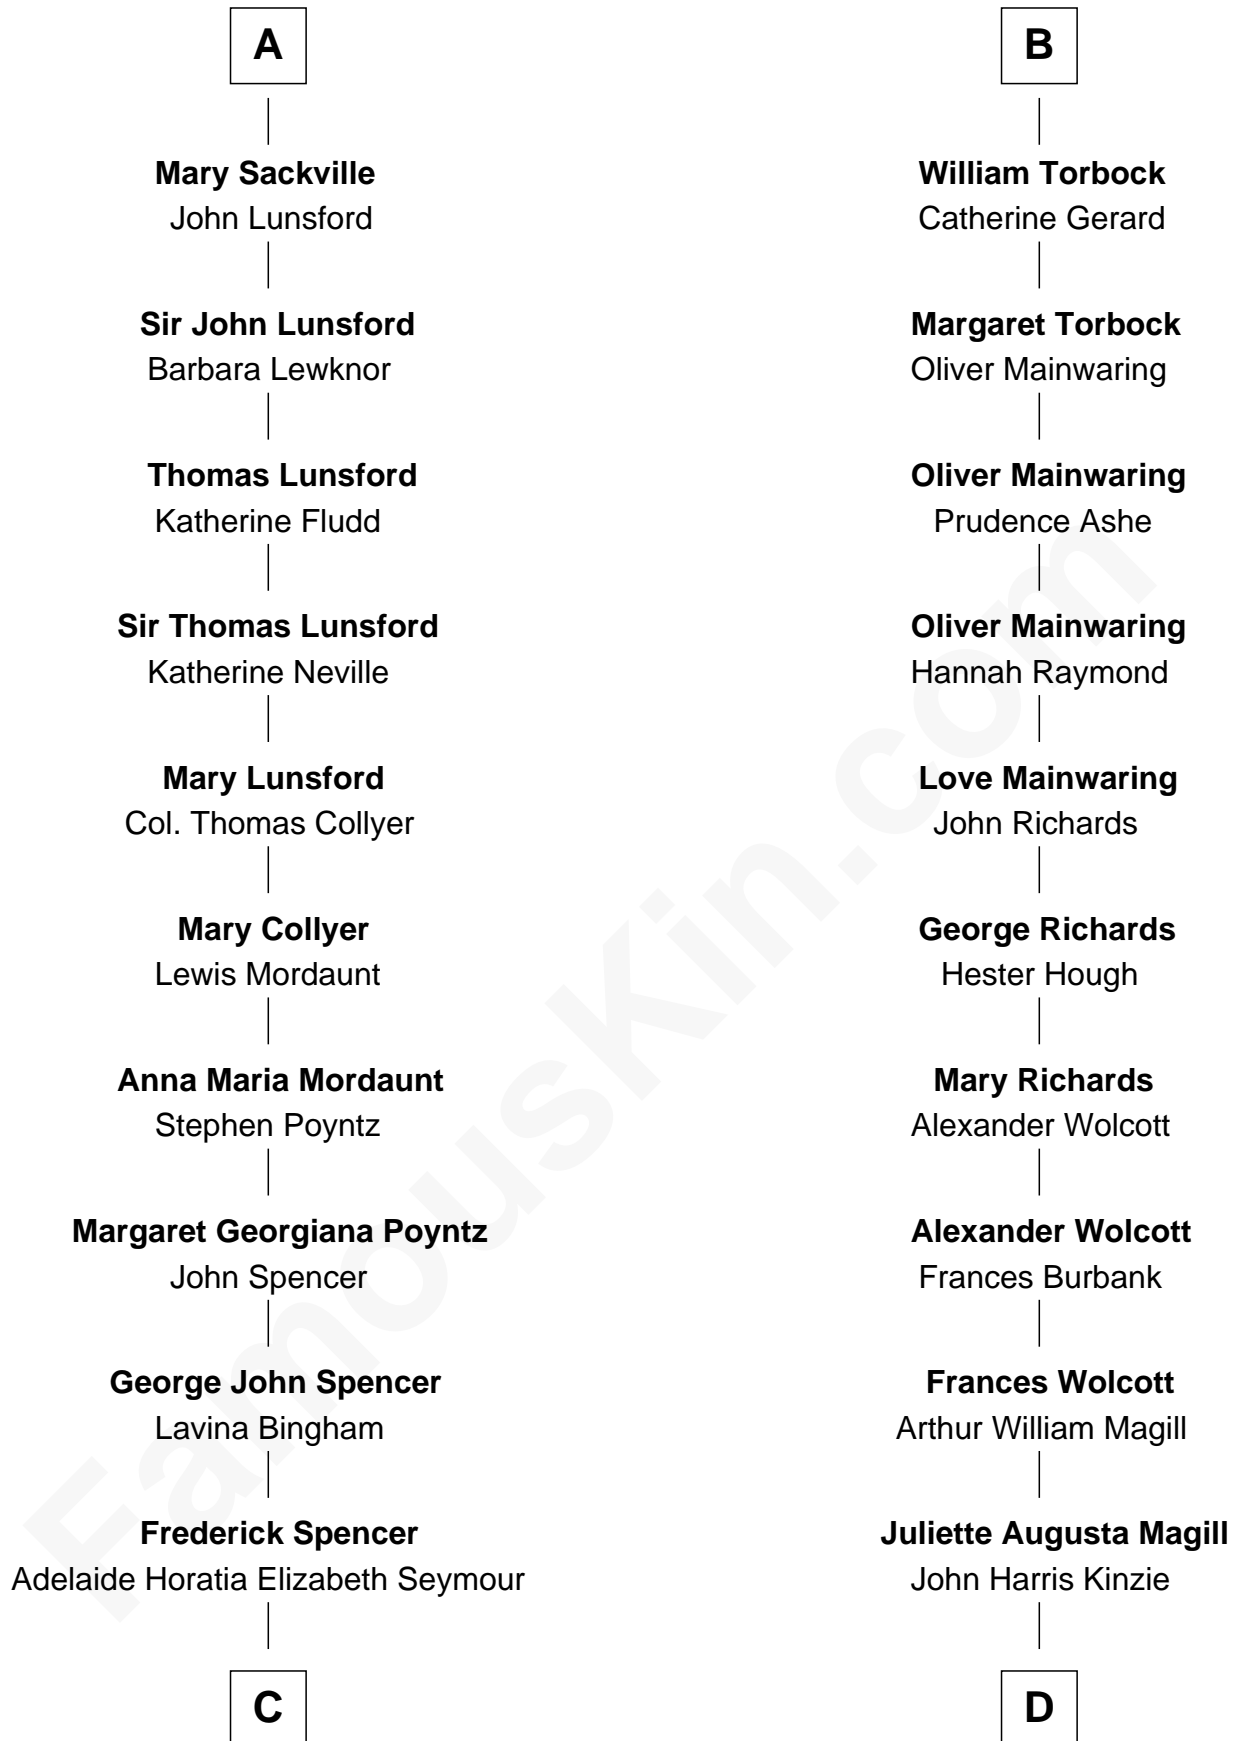 A
Mary Sackville
John Lunsford
Sir John Lunsford
Barbara Lewknor
Thomas Lunsford
Katherine Fludd
Sir Thomas Lunsford
Katherine Neville
Mary Lunsford
Col. Thomas Collyer
Mary Collyer
Lewis Mordaunt
Anna Maria Mordaunt
Stephen Poyntz
Margaret Georgiana Poyntz
John Spencer
George John Spencer
Lavina Bingham
Frederick Spencer
Adelaide Horatia Elizabeth Seymour
C
B
William Torbock
Catherine Gerard
Margaret Torbock
Oliver Mainwaring
Oliver Mainwaring
Prudence Ashe
Oliver Mainwaring
Hannah Raymond
Love Mainwaring
John Richards
George Richards
Hester Hough
Mary Richards
Alexander Wolcott
Alexander Wolcott
Frances Burbank
Frances Wolcott
Arthur William Magill
Juliette Augusta Magill
John Harris Kinzie
D
FamousKin.com